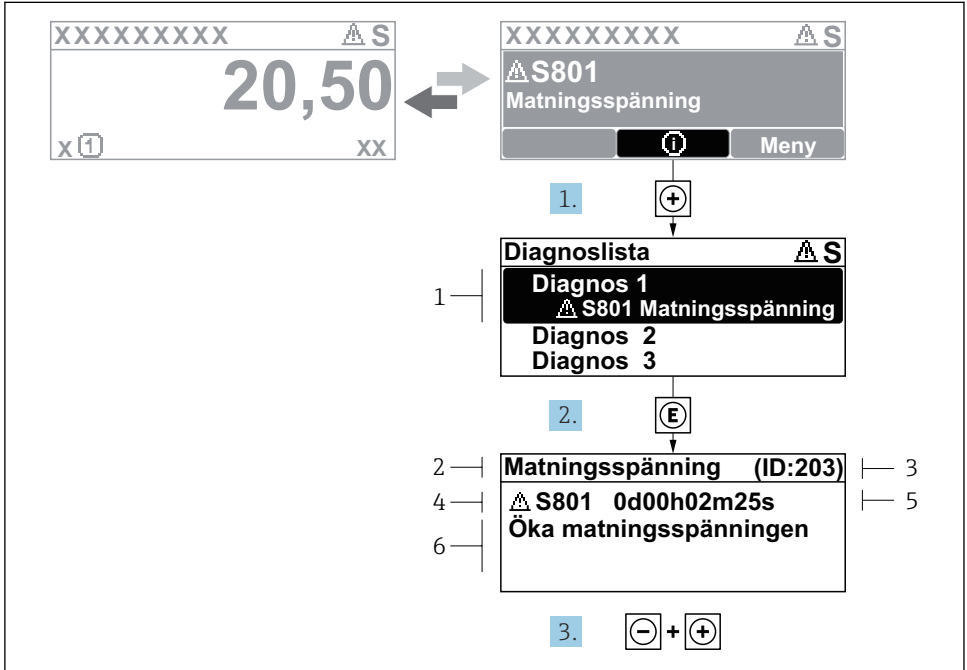 XXXXXXXXX ⚠ S
20,50
x ① xx
XXXXXXXXX ⚠ S
⚠ S801
Matningsspänning
ⓘ Meny
1. +
Diagnoslista ⚠ S
1
Diagnos 1
⚠ S801 Matningsspänning
Diagnos 2
Diagnos 3
2. E
2 Matningsspänning (ID:203) 3
4 ⚠ S801 0d00h02m25s 5
6 Öka matningsspänningen
3. − + +